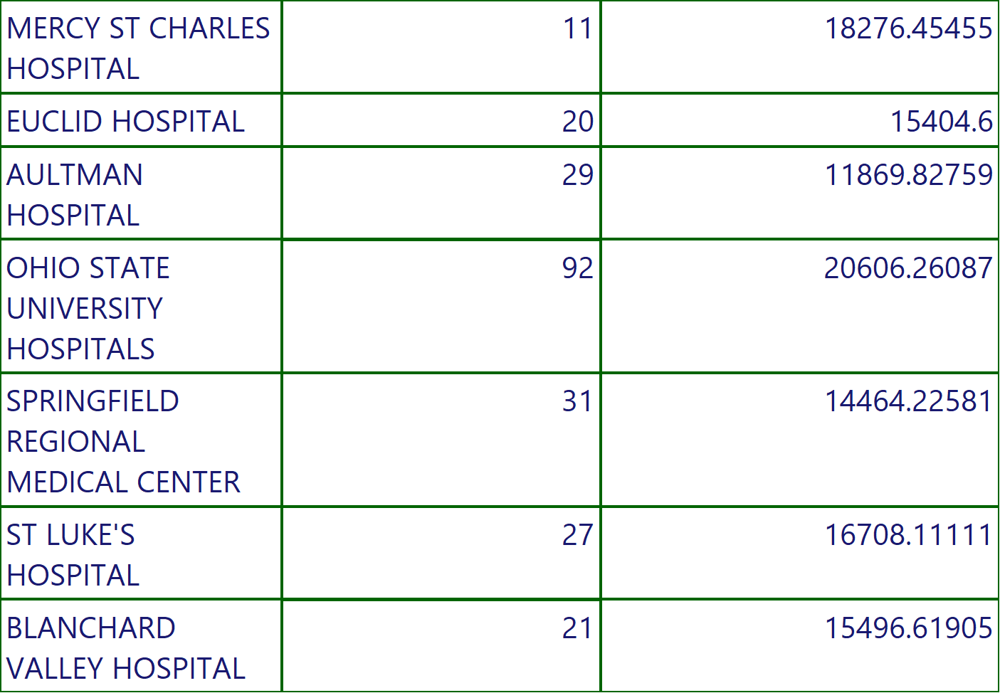 MERCY ST CHARLES 11 18276.45455
HOSPITAL
EUCLID HOSPITAL 20 15404.6
AULTMAN 29 11869.82759
HOSPITAL
OHIO STATE 92 20606.26087
UNIVERSITY
HOSPITALS
SPRINGFIELD 31 14464.22581
REGIONAL
MEDICAL CENTER
ST LUKE'S 27 16708.11111
HOSPITAL
BLANCHARD 21 15496.61905
VALLEY HOSPITAL